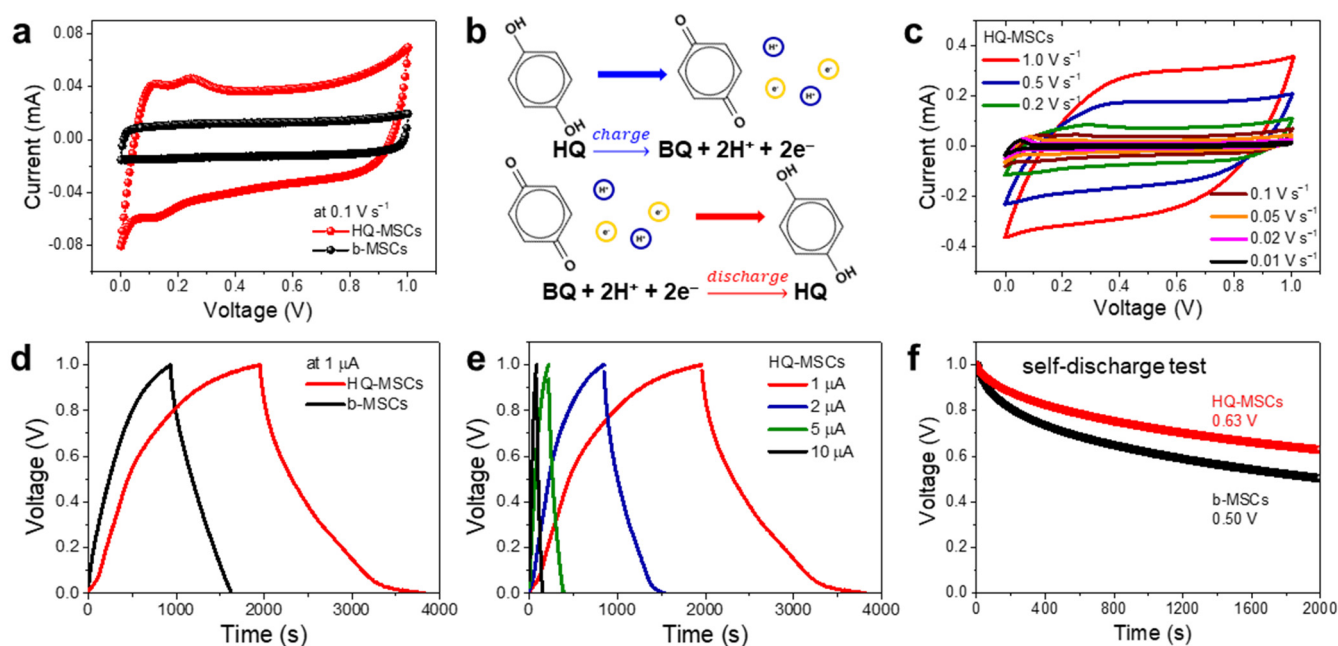 a
Current (mA)
0.08
0.04
0.00
-0.04
-0.08
at 0.1 V s⁻¹
HQ-MSCs
b-MSCs
0.0 0.2 0.4 0.6 0.8 1.0
Voltage (V)
b
HO
OH
O
O
H⁺
e⁻
e⁻
H⁺
HQ charge BQ + 2H⁺ + 2e⁻
O
O
H⁺
e⁻
e⁻
H⁺
HO
OH
BQ + 2H⁺ + 2e⁻ discharge HQ
c
Current (mA)
0.4
0.2
0.0
-0.2
-0.4
HQ-MSCs
1.0 V s⁻¹
0.5 V s⁻¹
0.2 V s⁻¹
0.1 V s⁻¹
0.05 V s⁻¹
0.02 V s⁻¹
0.01 V s⁻¹
0.0 0.2 0.4 0.6 0.8 1.0
Voltage (V)
d
Voltage (V)
1.0
0.8
0.6
0.4
0.2
0.0
at 1 μA
HQ-MSCs
b-MSCs
0 1000 2000 3000 4000
Time (s)
e
Voltage (V)
1.0
0.8
0.6
0.4
0.2
0.0
HQ-MSCs
1 μA
2 μA
5 μA
10 μA
0 1000 2000 3000 4000
Time (s)
f
Voltage (V)
1.0
0.8
0.6
0.4
0.2
0.0
self-discharge test
HQ-MSCs
0.63 V
b-MSCs
0.50 V
0 400 800 1200 1600 2000
Time (s)